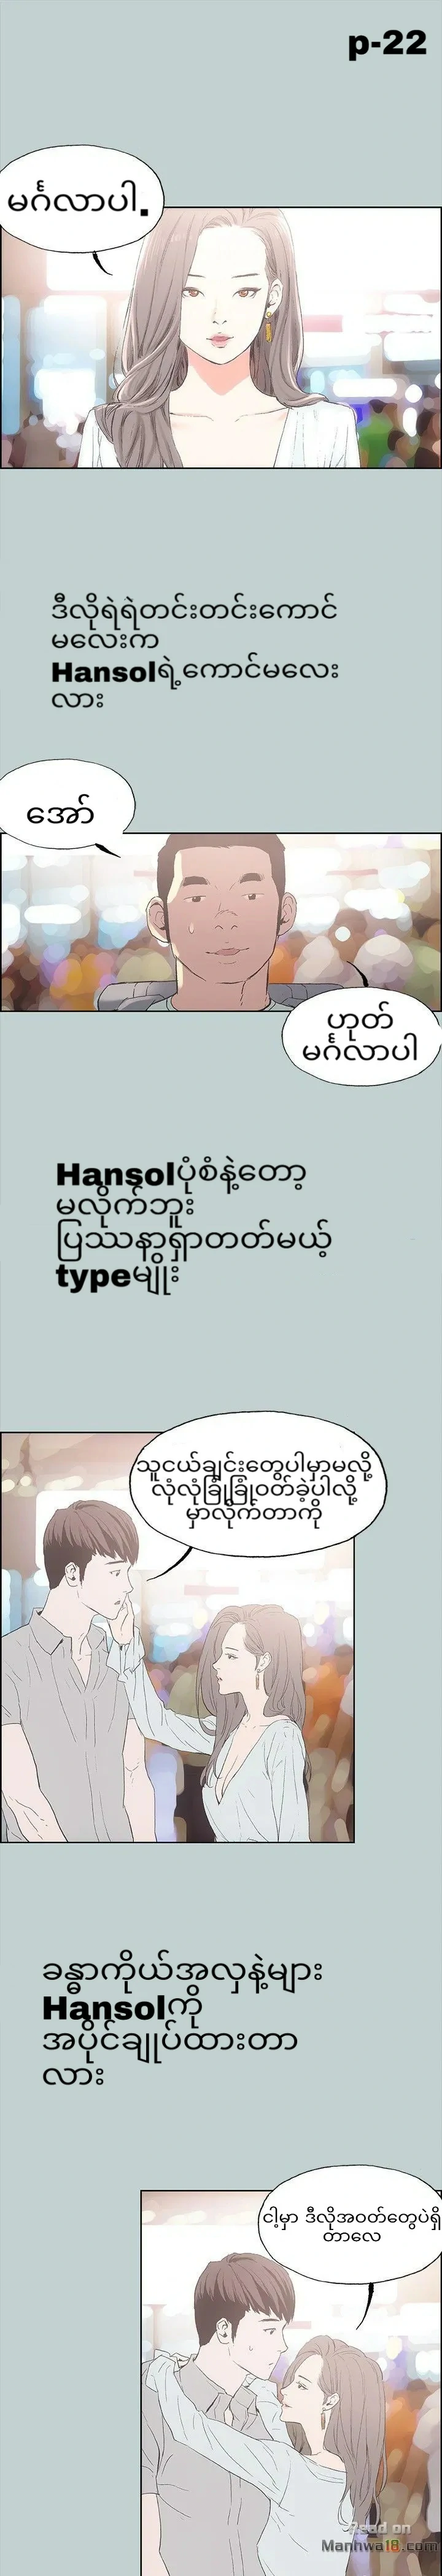 p-22
မင်္ဂလာပါ.
ဒီလိုရဲရဲတင်းတင်းကောင်
မလေးက
Hansolရဲ့ကောင်မလေး
လား
အော်
ဟုတ်
မင်္ဂလာပါ
Hansolပုံစံနဲ့တော့
မလိုက်ဘူး
ပြဿနာရှာတတ်မယ့်
typeမျိုး
သူငယ်ချင်းတွေပါမှာမလို့
လုံလုံခြုံခြုံဝတ်ခဲ့ပါလို့
မှာလိုက်တာကို
ခန္ဓာကိုယ်အလှနဲ့များ
Hansolကို
အပိုင်ချုပ်ထားတာ
လား
ငါ့မှာ ဒီလိုအဝတ်တွေပဲရှိ
တာလေ
Read on
Manhwa18.com